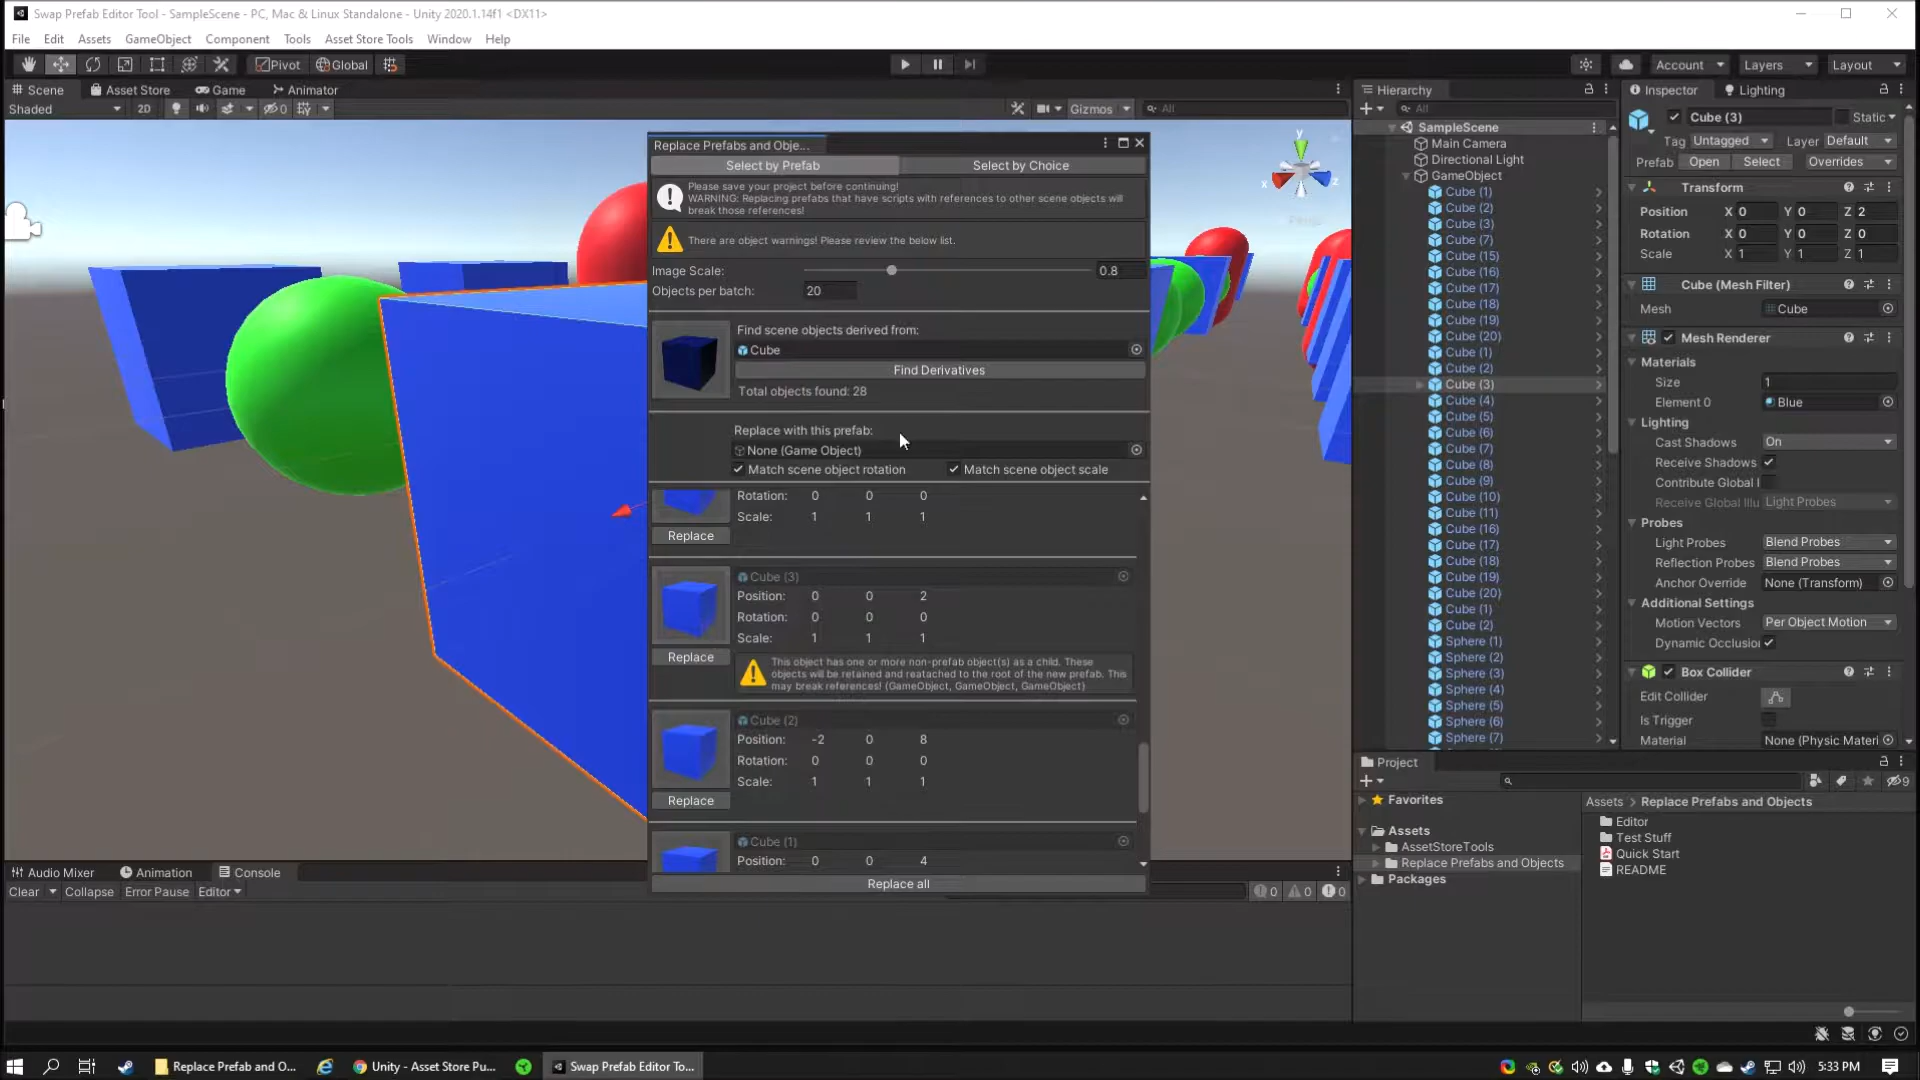 Swap Prefab Editor Tool - SampleScene - PC, Mac & Linux Standalone - Unity 2020.1.14f1 <DX11>
File Edit Assets GameObject Component Tools Asset Store Tools Window Help
Pivot Global Account Layers Layout
Scene Asset Store Game Animator
Shaded 2D 0 Gizmos All
Replace Prefabs and Obje...
Select by Prefab Select by Choice
Please save your project before continuing!
WARNING: Replacing prefabs that have scripts with references to other scene objects will
break those references!
There are object warnings! Please review the below list.
Image Scale: 0.8
Objects per batch: 20
Find scene objects derived from:
Cube
Find Derivatives
Total objects found: 28
Replace with this prefab:
None (Game Object)
Match scene object rotation Match scene object scale
Rotation: 0 0 0
Scale: 1 1 1
Replace
Cube (3)
Position: 0 0 2
Rotation: 0 0 0
Scale: 1 1 1
Replace
This object has one or more non-prefab object(s) as a child. These
objects will be retained and reatached to the root of the new prefab. This
may break references! (GameObject, GameObject, GameObject)
Cube (2)
Position: -2 0 8
Rotation: 0 0 0
Scale: 1 1 1
Replace
Cube (1)
Position: 0 0 4
Replace all
y
x
z
Persp
Hierarchy
All
SampleScene
Main Camera
Directional Light
GameObject
Cube (1)
Cube (2)
Cube (3)
Cube (7)
Cube (15)
Cube (16)
Cube (17)
Cube (18)
Cube (19)
Cube (20)
Cube (1)
Cube (2)
Cube (3)
Cube (4)
Cube (5)
Cube (6)
Cube (7)
Cube (8)
Cube (9)
Cube (10)
Cube (11)
Cube (16)
Cube (17)
Cube (18)
Cube (19)
Cube (20)
Cube (1)
Cube (2)
Sphere (1)
Sphere (2)
Sphere (3)
Sphere (4)
Sphere (5)
Sphere (6)
Sphere (7)
Inspector Lighting
Cube (3) Static
Tag Untagged Layer Default
Prefab Open Select Overrides
Transform
Position X 0 Y 0 Z 2
Rotation X 0 Y 0 Z 0
Scale X 1 Y 1 Z 1
Cube (Mesh Filter)
Mesh Cube
Mesh Renderer
Materials
Size 1
Element 0 Blue
Lighting
Cast Shadows On
Receive Shadows
Contribute Global I
Receive Global Illu Light Probes
Probes
Light Probes Blend Probes
Reflection Probes Blend Probes
Anchor Override None (Transform)
Additional Settings
Motion Vectors Per Object Motion
Dynamic Occlusion
Box Collider
Edit Collider
Is Trigger
Material None (Physic Materi
Audio Mixer Animation Console
Clear Collapse Error Pause Editor 0 0 0
Project
9
Favorites
Assets
AssetStoreTools
Replace Prefabs and Objects
Packages
Assets > Replace Prefabs and Objects
Editor
Test Stuff
Quick Start
README
Replace Prefab and O... Unity - Asset Store Pu... Swap Prefab Editor To... 5:33 PM